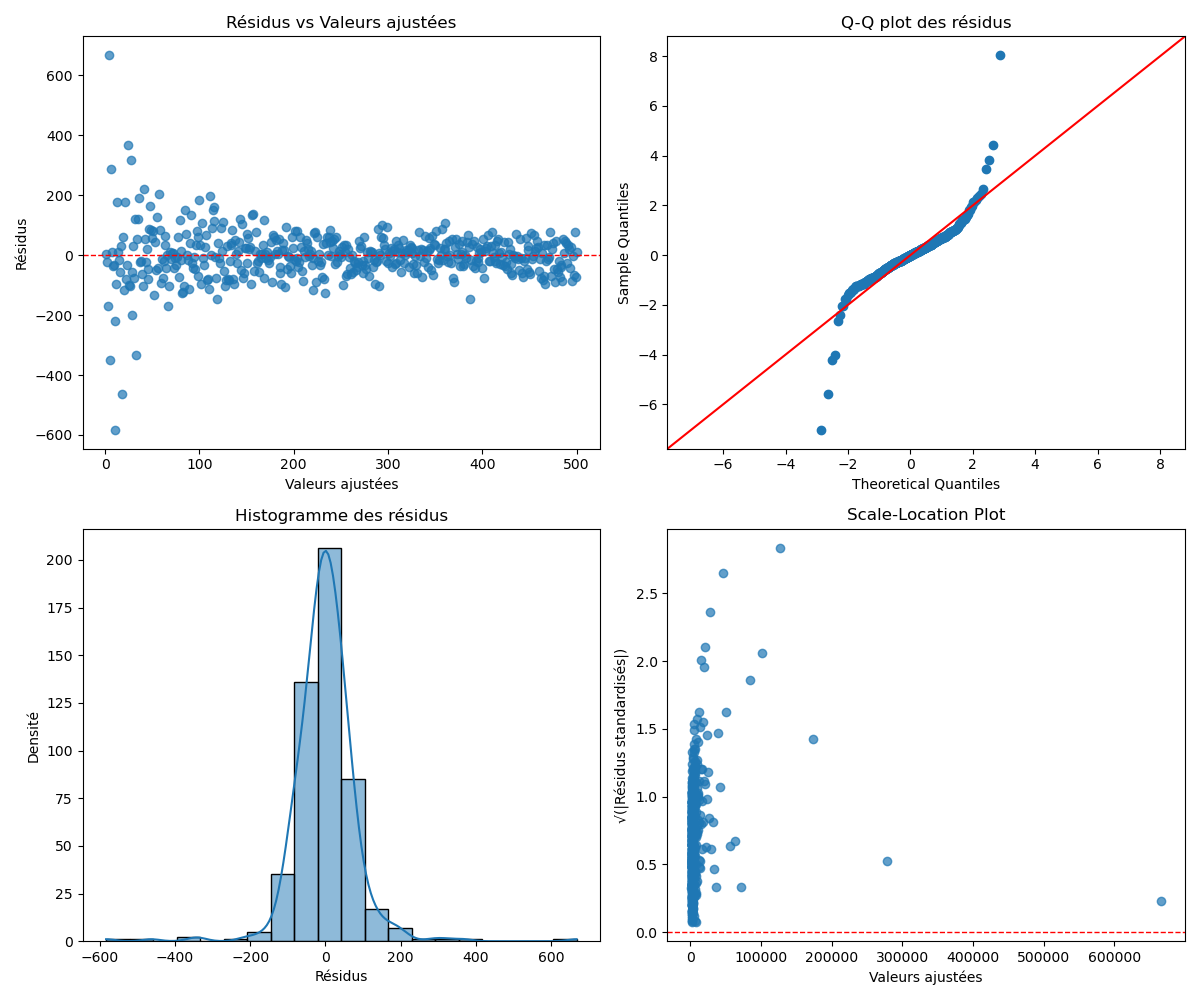 Résidus vs Valeurs ajustées
600
400
200
0
−200
−400
−600
Résidus
0 100 200 300 400 500
Valeurs ajustées
Q-Q plot des résidus
8
6
4
2
0
−2
−4
−6
Sample Quantiles
−6 −4 −2 0 2 4 6 8
Theoretical Quantiles
Histogramme des résidus
200
175
150
125
100
75
50
25
0
Densité
−600 −400 −200 0 200 400 600
Résidus
Scale-Location Plot
2.5
2.0
1.5
1.0
0.5
0.0
√(|Résidus standardisés|)
0 100000 200000 300000 400000 500000 600000
Valeurs ajustées